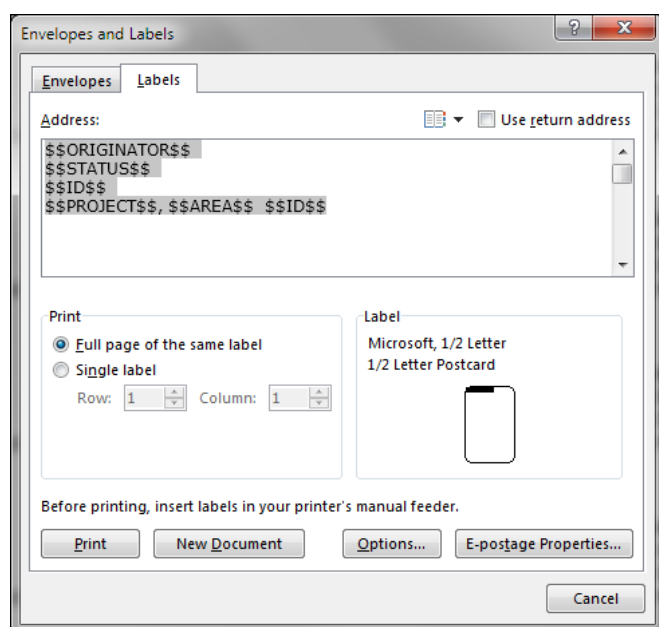 Envelopes and Labels
?
X
Envelopes
Labels
Address:
Use return address
$$ORIGINATOR$$
$$STATUS$$
$$ID$$
$$PROJECT$$, $$AREA$$ $$ID$$
Print
Full page of the same label
Single label
Row: 1 Column: 1
Label
Microsoft, 1/2 Letter
1/2 Letter Postcard
Before printing, insert labels in your printer's manual feeder.
Print
New Document
Options...
E-postage Properties...
Cancel